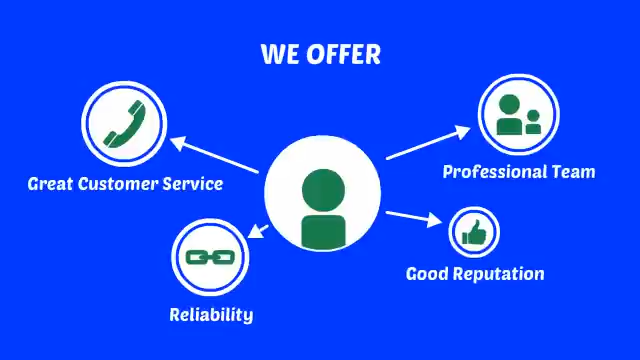 WE OFFER
Great Customer Service
Professional Team
Reliability
Good Reputation